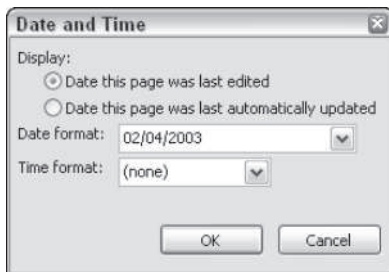 Date and Time
Display:
Date this page was last edited
Date this page was last automatically updated
Date format: 02/04/2003
Time format: (none)
OK Cancel